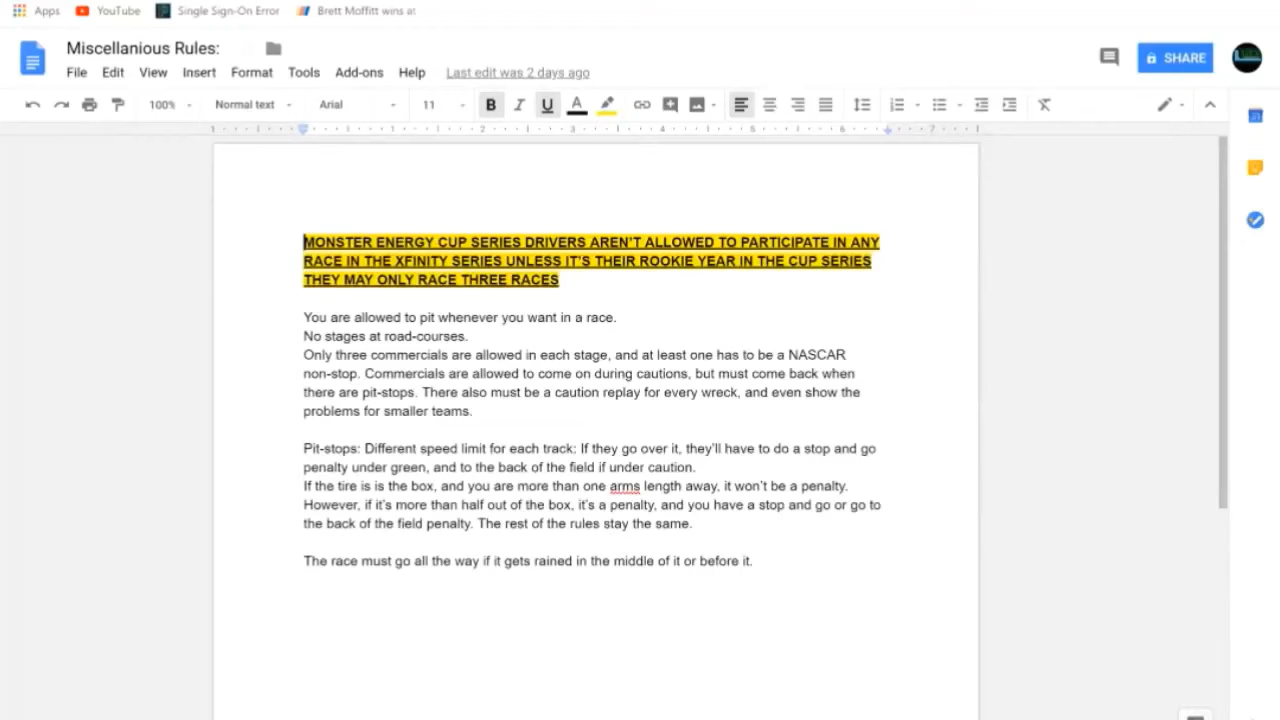 Apps YouTube Single Sign-On Error Brett Moffitt wins at
Miscellanious Rules:
SHARE
File Edit View Insert Format Tools Add-ons Help Last edit was 2 days ago
100% Normal text Arial 11 B I U A
1 1 2 3 4 5 6 7
MONSTER ENERGY CUP SERIES DRIVERS AREN'T ALLOWED TO PARTICIPATE IN ANY
RACE IN THE XFINITY SERIES UNLESS IT'S THEIR ROOKIE YEAR IN THE CUP SERIES
THEY MAY ONLY RACE THREE RACES
You are allowed to pit whenever you want in a race.
No stages at road-courses.
Only three commercials are allowed in each stage, and at least one has to be a NASCAR
non-stop. Commercials are allowed to come on during cautions, but must come back when
there are pit-stops. There also must be a caution replay for every wreck, and even show the
problems for smaller teams.
Pit-stops: Different speed limit for each track: If they go over it, they'll have to do a stop and go
penalty under green, and to the back of the field if under caution.
If the tire is is the box, and you are more than one arms length away, it won't be a penalty.
However, if it's more than half out of the box, it's a penalty, and you have a stop and go or go to
the back of the field penalty. The rest of the rules stay the same.
The race must go all the way if it gets rained in the middle of it or before it.